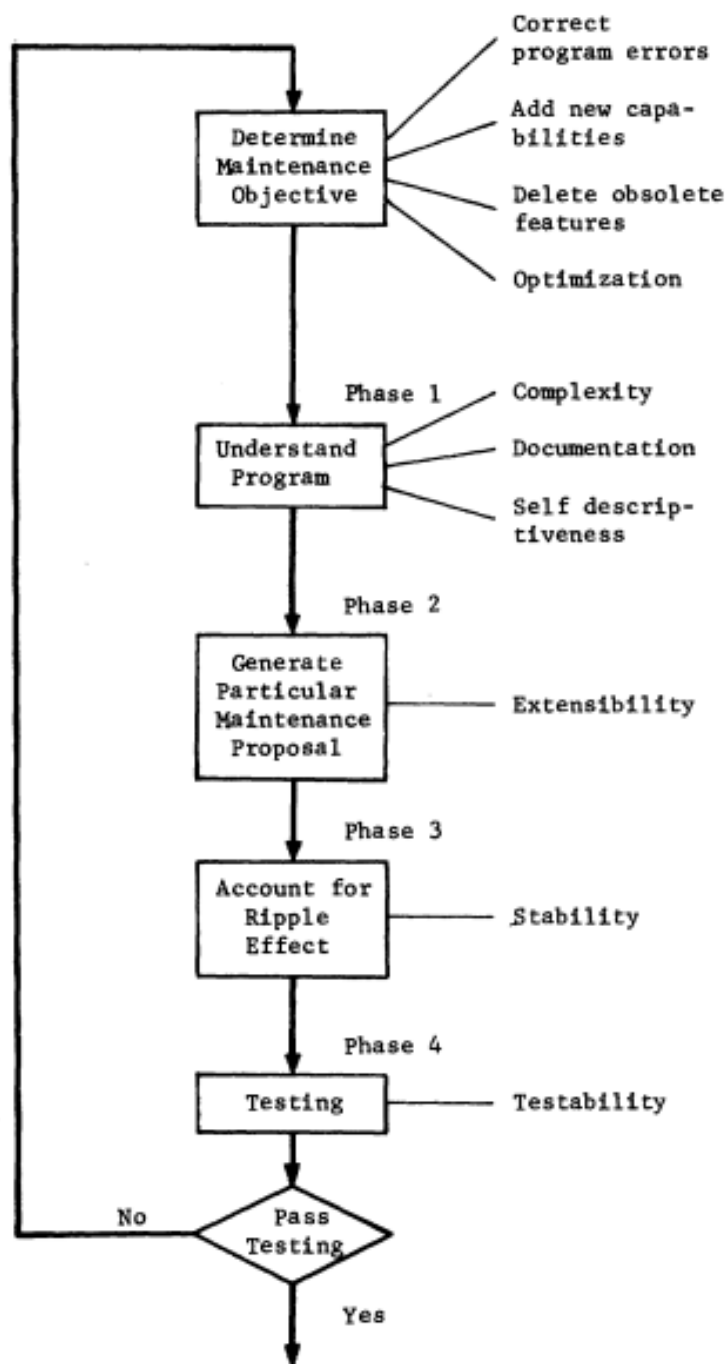 Correct
program errors
Determine
Maintenance
Objective
Add new capa-
bilities
Delete obsolete
features
Optimization
Phase 1
Understand
Program
Complexity
Documentation
Self descrip-
tiveness
Phase 2
Generate
Particular
Maintenance
Proposal
Extensibility
Phase 3
Account for
Ripple
Effect
Stability
Phase 4
Testing
Testability
No
Pass
Testing
Yes